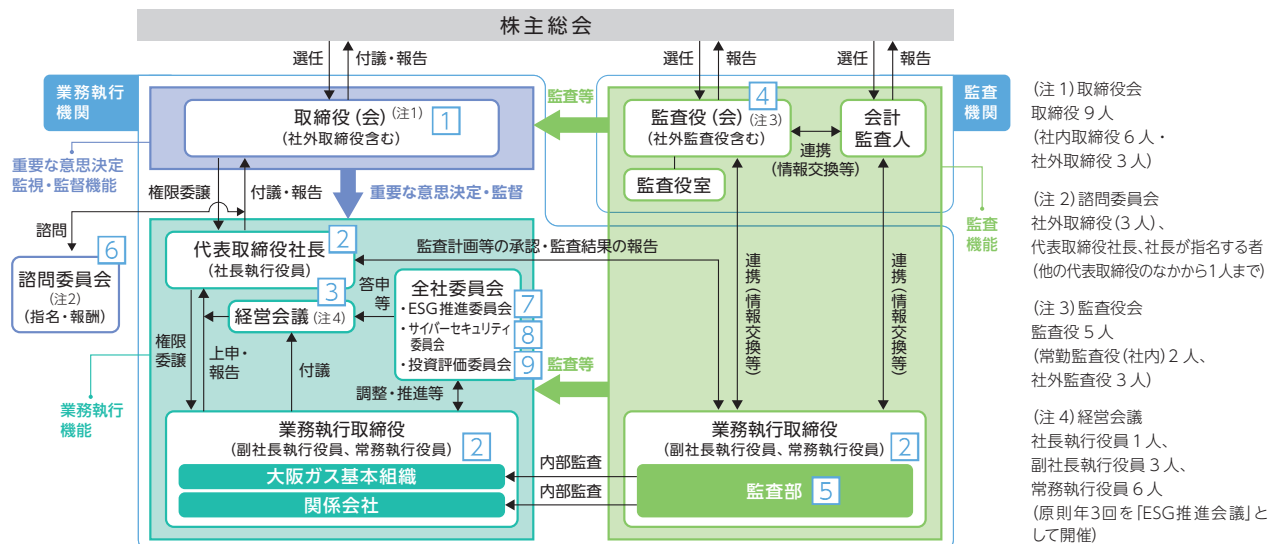 株主総会
選任
付議・報告
選任
報告
選任
報告
業務執行
機関
取締役(会)(注1)
(社外取締役含む)
1
監査等
4
監査役(会)(注3)
(社外監査役含む)
会計
監査人
監査
機関
連携
(情報交換等)
監査役室
重要な意思決定
監視・監督機能
権限委譲
付議・報告
重要な意思決定・監督
監査
機能
諮問
6
諮問委員会
(注2)
(指名・報酬)
代表取締役社長
(社長執行役員)
2
監査計画等の承認・監査結果の報告
答申
等
3
経営会議(注4)
全社委員会
・ESG推進委員会
7
・サイバーセキュリティ
委員会
8
・投資評価委員会
9
連携(情報交換等)
連携(情報交換等)
権限
委譲
上申・
報告
付議
調整・推進等
監査等
業務執行
機能
業務執行取締役
(副社長執行役員、常務執行役員)
2
大阪ガス基本組織
関係会社
内部監査
内部監査
業務執行取締役
(副社長執行役員、常務執行役員)
2
監査部
5
(注1)取締役会
取締役9人
(社内取締役6人・
社外取締役3人)
(注2)諮問委員会
社外取締役(3人)、
代表取締役社長、社長が指名する者
(他の代表取締役のなかから1人まで)
(注3)監査役会
監査役5人
(常勤監査役(社内)2人、
社外監査役3人)
(注4)経営会議
社長執行役員1人、
副社長執行役員3人、
常務執行役員6人
(原則年3回を「ESG推進会議」と
して開催)